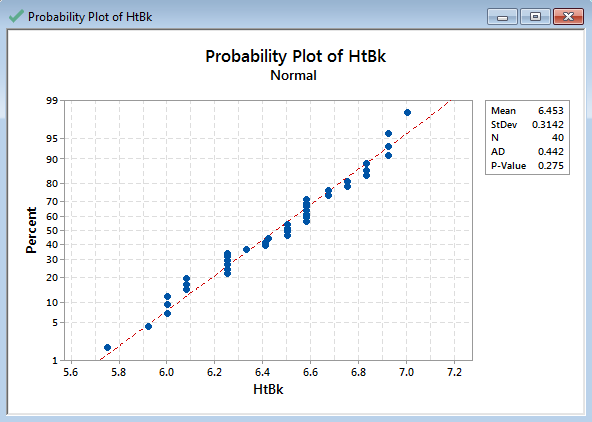 Probability Plot of HtBk
Probability Plot of HtBk
Normal
99
95
90
80
70
60
50
40
30
20
10
5
1
Percent
5.6 5.8 6.0 6.2 6.4 6.6 6.8 7.0 7.2
HtBk
Mean 6.453
StDev 0.3142
N 40
AD 0.442
P-Value 0.275